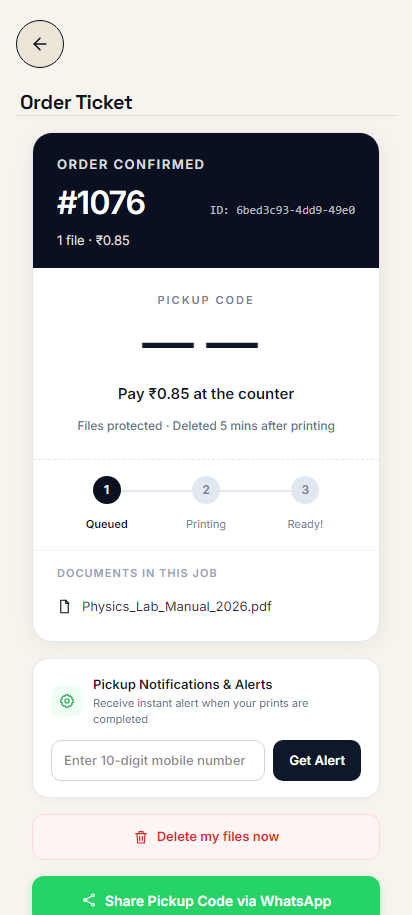 Order Ticket
ORDER CONFIRMED
#1076
ID: 6bed3c93-4dd9-49e0
1 file · ₹0.85
PICKUP CODE
— —
Pay ₹0.85 at the counter
Files protected · Deleted 5 mins after printing
1 2 3
Queued Printing Ready!
DOCUMENTS IN THIS JOB
Physics_Lab_Manual_2026.pdf
Pickup Notifications & Alerts
Receive instant alert when your prints are
completed
Enter 10-digit mobile number
Get Alert
Delete my files now
Share Pickup Code via WhatsApp